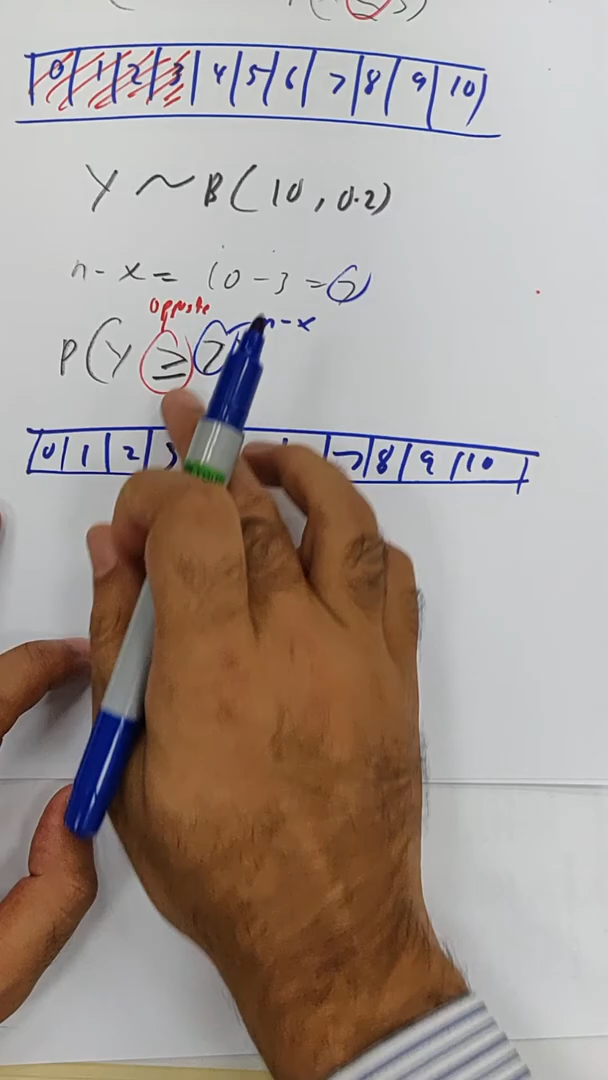 0 1 2 3 4 5 6 7 8 9 10
Y ~ B(10, 0.2)
n - x = 10 - 3 = 7
opposite
P(Y ≥ 7 n-x
0 1 2 3 7 8 9 10